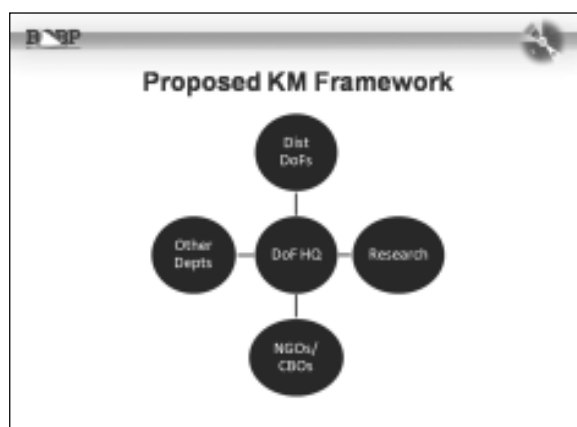 Proposed KM Framework
Dist
DoFs
Other
Depts
DoF HQ
Research
NGOs/
CBOs